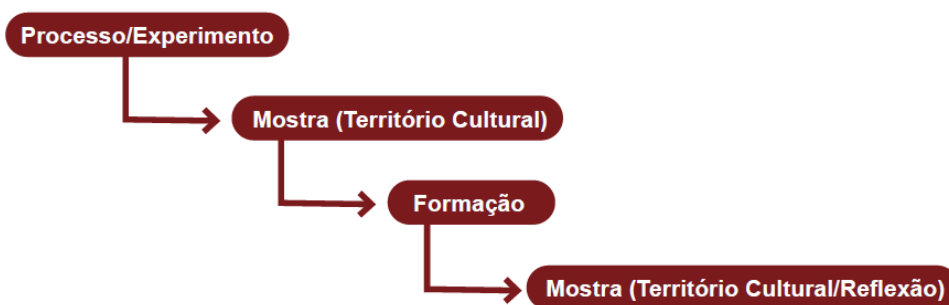 Processo/Experimento
Mostra (Território Cultural)
Formação
Mostra (Território Cultural/Reflexão)